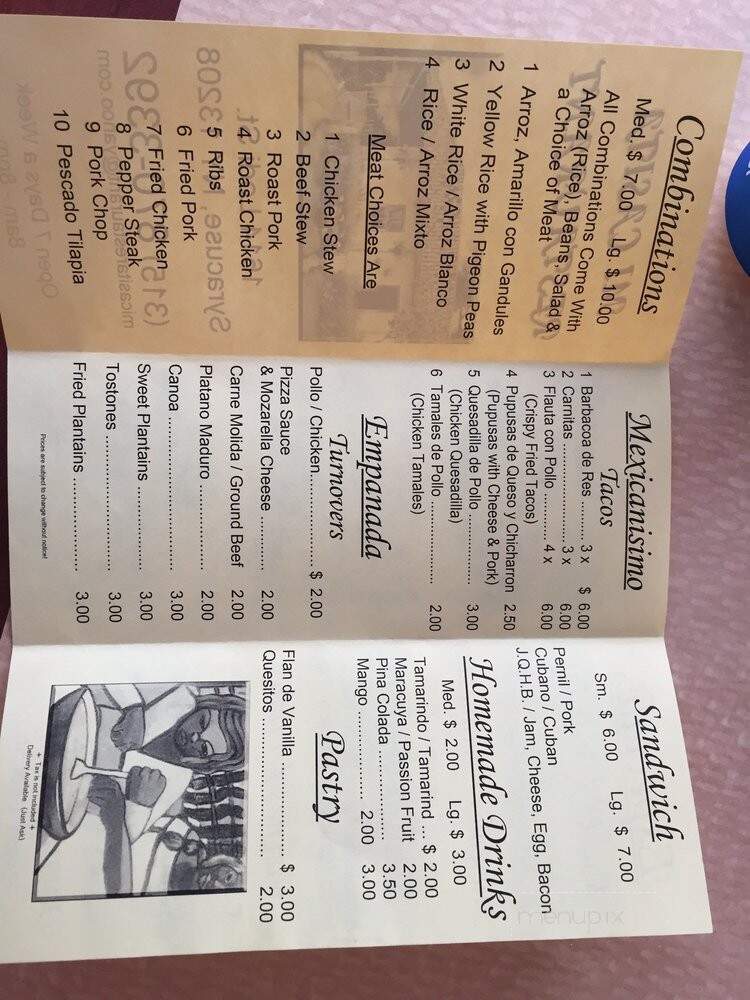 Combinations
Med. $ 7.00 Lg. $ 10.00
All Combinations Come With
Arroz (Rice), Beans, Salad &
a Choice of Meat
1 Arroz, Amarillo con Gandules
2 Yellow Rice with Pigeon Peas
3 White Rice / Arroz Blanco
4 Rice / Arroz Mixto
Meat Choices Are
1 Chicken Stew
2 Beef Stew
3 Roast Pork
4 Roast Chicken
5 Ribs
6 Fried Pork
7 Fried Chicken
8 Pepper Steak
9 Pork Chop
10 Pescado Tilapia
Mexicanisimo
Tacos
1 Barbacoa de Res .......... 3 x $ 6.00
2 Carnitas ........................ 3 x 6.00
3 Flauta con Pollo ........... 4 x 6.00
(Crispy Fried Tacos)
4 Pupusas de Queso y Chicharron 2.50
(Pupusas with Cheese & Pork)
5 Quesadilla de Pollo ................. 3.00
(Chicken Quesadilla)
6 Tamales de Pollo .................... 2.00
(Chicken Tamales)
Empanada
Turnovers
Pollo / Chicken.................. $ 2.00
Pizza Sauce
& Mozarella Cheese ............ 2.00
Carne Molida / Ground Beef 2.00
Platano Maduro .................. 2.00
Canoa ............................... 3.00
Sweet Plantains .................. 3.00
Tostones ............................ 3.00
Fried Plantains .................... 3.00
Prices are subject to change without notice!
Sandwich
Sm. $ 6.00 Lg. $ 7.00
Pernil / Pork
Cubano / Cuban
J.Q.H.B. / Jam, Cheese, Egg, Bacon
Homemade Drinks
Med. $ 2.00 Lg. $ 3.00
Tamarindo / Tamarind ... $ 2.00
Maracuya / Passion Fruit 2.00
Pina Colada ................. 3.50
Mango ................. 2.00 3.00
Pastry
Flan de Vanilla .................... $ 3.00
Quesitos ........................... 2.00
+ Tax is not included +
Delivery Available (Just Ask)
menupix